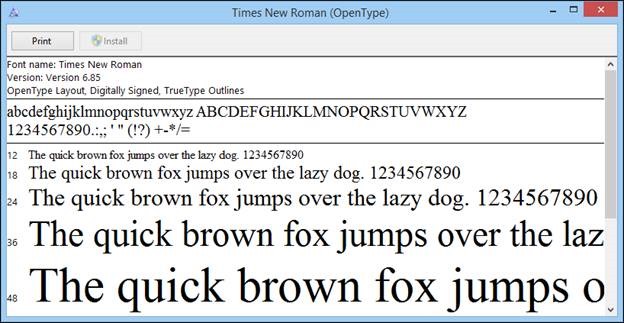 Times New Roman (OpenType)
Print Install
Font name: Times New Roman
Version: Version 6.85
OpenType Layout, Digitally Signed, TrueType Outlines
abcdefghijklmnopqrstuvwxyz ABCDEFGHIJKLMNOPQRSTUVWXYZ
1234567890.:,; ' " (!?) +-*/=
12 The quick brown fox jumps over the lazy dog. 1234567890
18 The quick brown fox jumps over the lazy dog. 1234567890
24 The quick brown fox jumps over the lazy dog. 1234567890
36 The quick brown fox jumps over the laz
48 The quick brown fox jumps o